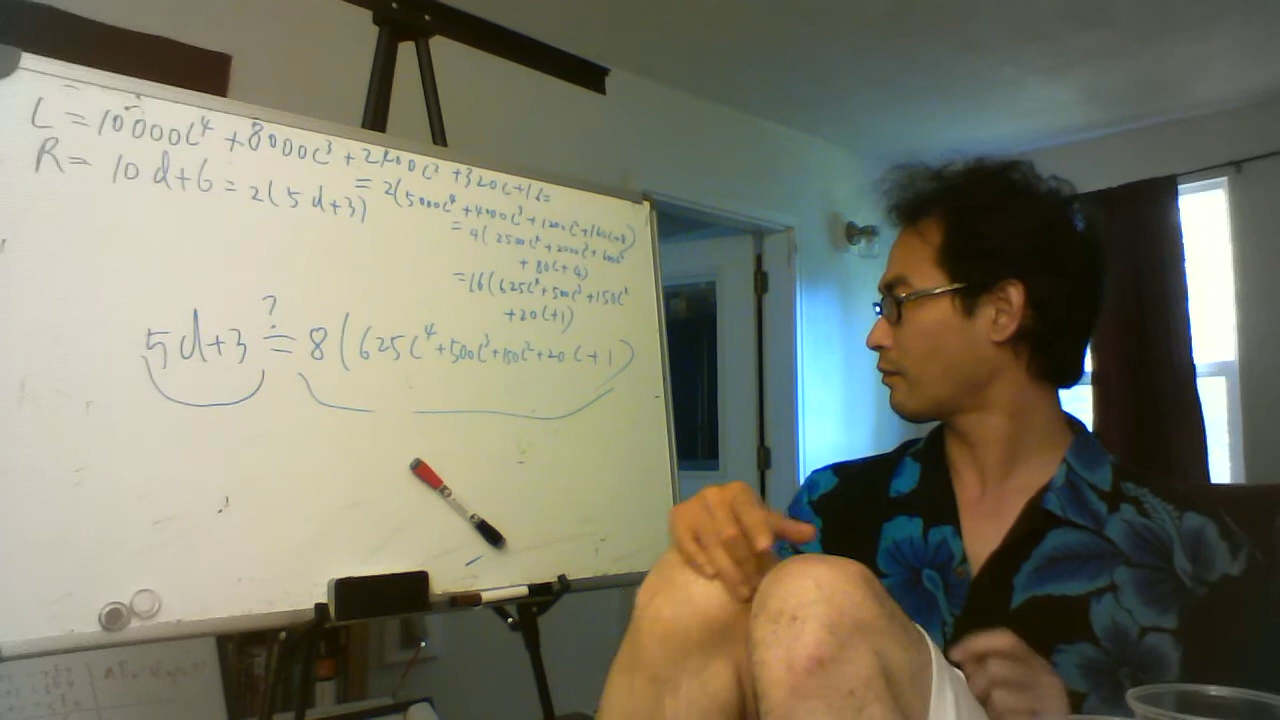 L = 10000C⁴ + 8000C³ + 2400C² + 320C + 16 =
R = 10d+6 = 2(5d+3)
= 2(5000C⁴ + 4000C³ + 1200C² + 160C+8)
= 4(2500C⁴ + 2000C³ + 600C²
+ 80C + 4)
= 16(625C⁴ + 500C³ + 150C²
+ 20C + 1)
?
5d+3 = 8(625C⁴ + 500C³ + 150C² + 20C + 1)